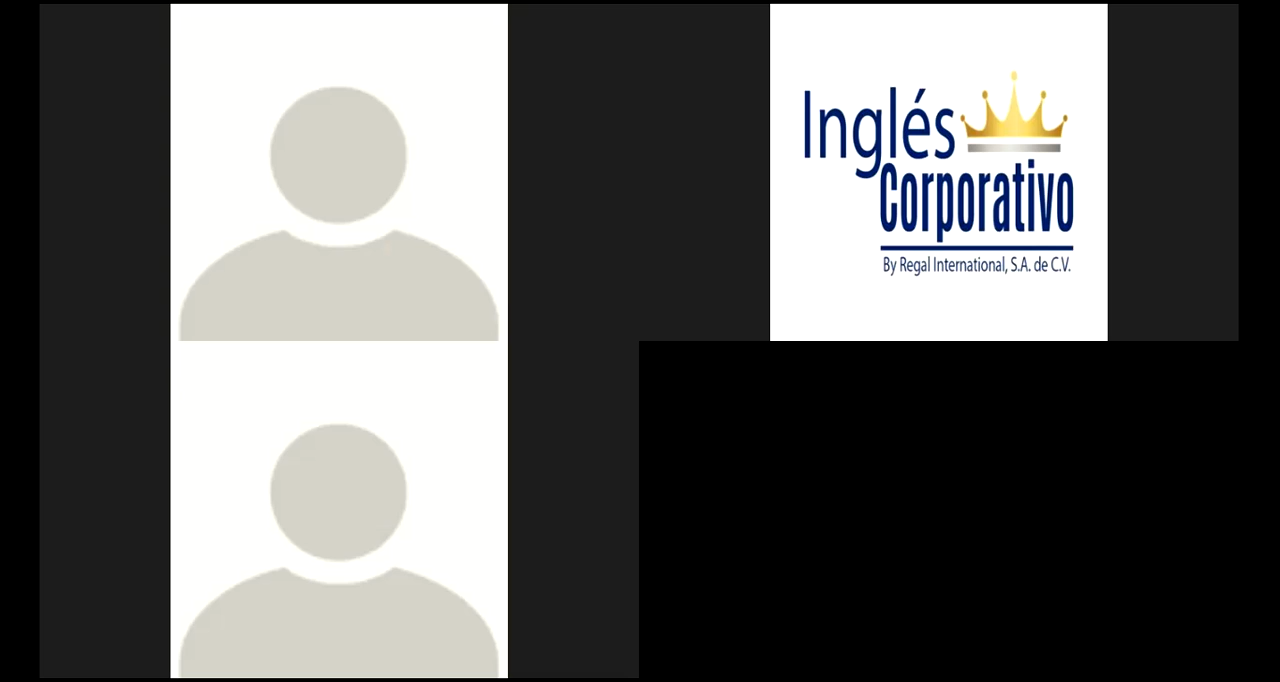 Inglés
Corporativo
By Regal International, S.A. de C.V.